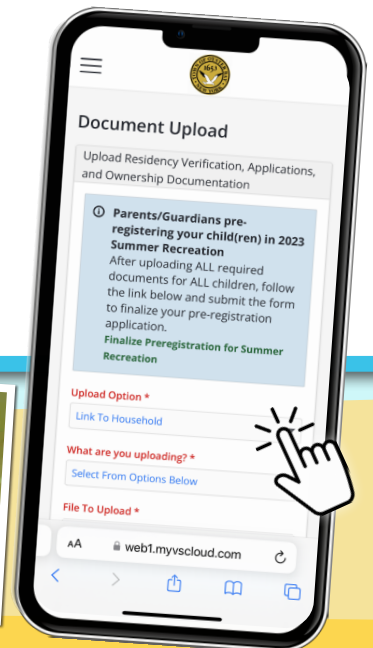 1653
Document Upload
Upload Residency Verification, Applications,
and Ownership Documentation
Parents/Guardians pre-
registering your child(ren) in 2023
Summer Recreation
After uploading ALL required
documents for ALL children, follow
the link below and submit the form
to finalize your pre-registration
application.
Finalize Preregistration for Summer
Recreation
Upload Option *
Link To Household
What are you uploading? *
Select From Options Below
File To Upload *
AA web1.myvscloud.com